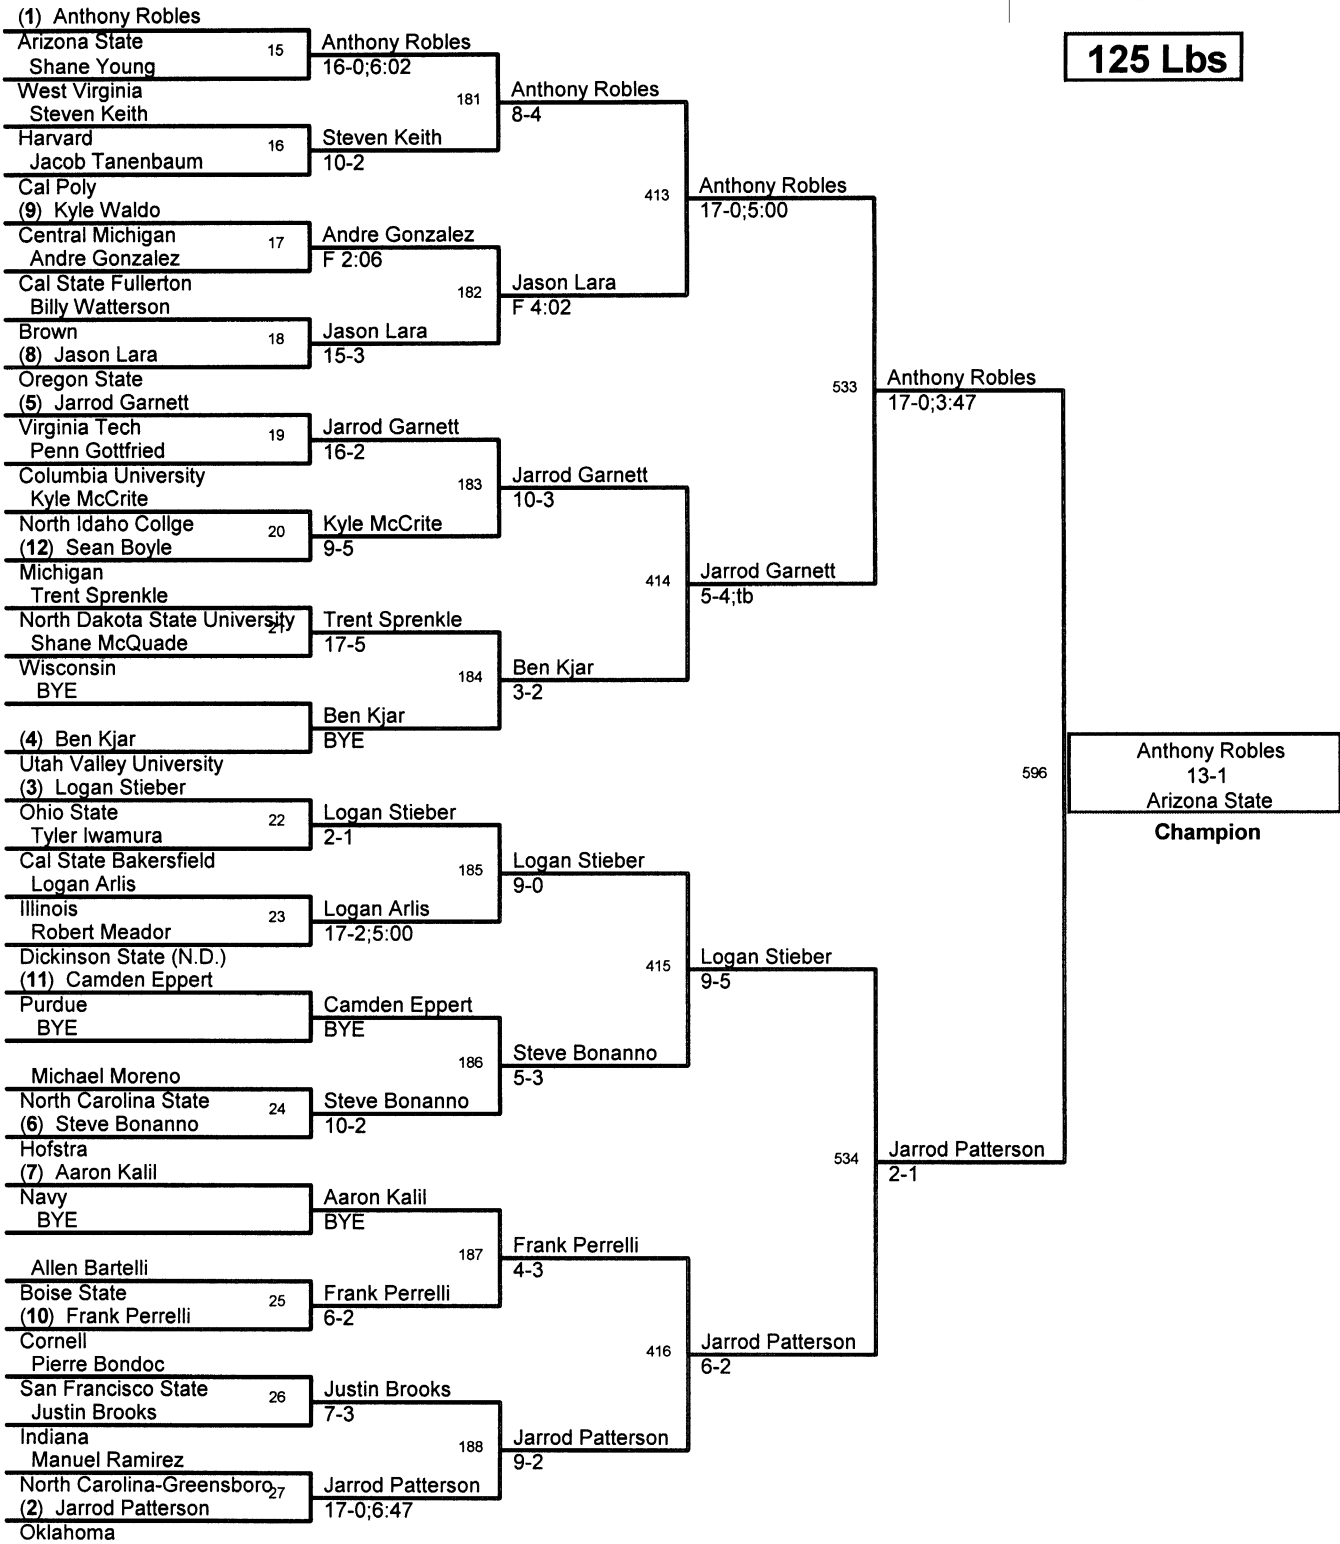 125 Lbs
(1) Anthony Robles
Arizona State
15
Shane Young
West Virginia
Steven Keith
Harvard
16
Jacob Tanenbaum
Cal Poly
(9) Kyle Waldo
Central Michigan
17
Andre Gonzalez
Cal State Fullerton
Billy Watterson
Brown
18
(8) Jason Lara
Oregon State
(5) Jarrod Garnett
Virginia Tech
19
Penn Gottfried
Columbia University
Kyle McCrite
North Idaho Collge
20
(12) Sean Boyle
Michigan
Trent Sprenkle
North Dakota State University
21
Shane McQuade
Wisconsin
BYE
(4) Ben Kjar
Utah Valley University
(3) Logan Stieber
Ohio State
22
Tyler Iwamura
Cal State Bakersfield
Logan Arlis
Illinois
23
Robert Meador
Dickinson State (N.D.)
(11) Camden Eppert
Purdue
BYE
Michael Moreno
North Carolina State
24
(6) Steve Bonanno
Hofstra
(7) Aaron Kalil
Navy
BYE
Allen Bartelli
Boise State
25
(10) Frank Perrelli
Cornell
Pierre Bondoc
San Francisco State
26
Justin Brooks
Indiana
Manuel Ramirez
North Carolina-Greensboro
27
(2) Jarrod Patterson
Oklahoma
Anthony Robles
16-0;6:02
181
Steven Keith
10-2
Andre Gonzalez
F 2:06
182
Jason Lara
15-3
Jarrod Garnett
16-2
183
Kyle McCrite
9-5
Trent Sprenkle
17-5
184
Ben Kjar
BYE
Logan Stieber
2-1
185
Logan Arlis
17-2;5:00
Camden Eppert
BYE
186
Steve Bonanno
10-2
Aaron Kalil
BYE
187
Frank Perrelli
6-2
Justin Brooks
7-3
188
Jarrod Patterson
17-0;6:47
Anthony Robles
8-4
413
Jason Lara
F 4:02
Jarrod Garnett
10-3
414
Ben Kjar
3-2
Logan Stieber
9-0
415
Steve Bonanno
5-3
Frank Perrelli
4-3
416
Jarrod Patterson
9-2
Anthony Robles
17-0;5:00
533
Jarrod Garnett
5-4;tb
Logan Stieber
9-5
534
Jarrod Patterson
6-2
Anthony Robles
17-0;3:47
596
Jarrod Patterson
2-1
Anthony Robles
13-1
Arizona State
Champion